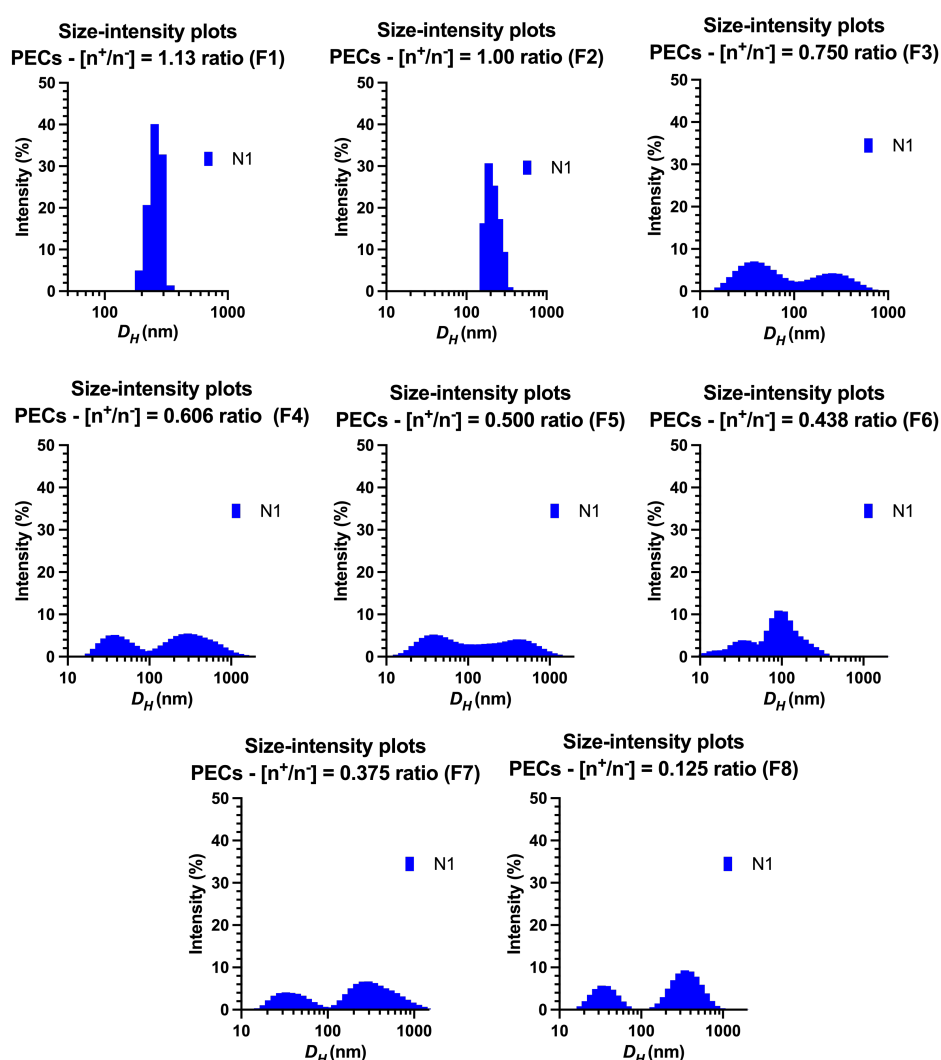 Size-intensity plots
PECs - [n⁺/n⁻] = 1.13 ratio (F1)
50
40
30
20
10
0
Intensity (%)
N1
100
1000
D_H (nm)
Size-intensity plots
PECs - [n⁺/n⁻] = 1.00 ratio (F2)
50
40
30
20
10
0
Intensity (%)
N1
10
100
1000
D_H (nm)
Size-intensity plots
PECs - [n⁺/n⁻] = 0.750 ratio (F3)
50
40
30
20
10
0
Intensity (%)
N1
10
100
1000
D_H (nm)
Size-intensity plots
PECs - [n⁺/n⁻] = 0.606 ratio (F4)
50
40
30
20
10
0
Intensity (%)
N1
10
100
1000
D_H (nm)
Size-intensity plots
PECs - [n⁺/n⁻] = 0.500 ratio (F5)
50
40
30
20
10
0
Intensity (%)
N1
10
100
1000
D_H (nm)
Size-intensity plots
PECs - [n⁺/n⁻] = 0.438 ratio (F6)
50
40
30
20
10
0
Intensity (%)
N1
10
100
1000
D_H (nm)
Size-intensity plots
PECs - [n⁺/n⁻] = 0.375 ratio (F7)
50
40
30
20
10
0
Intensity (%)
N1
10
100
1000
D_H (nm)
Size-intensity plots
PECs - [n⁺/n⁻] = 0.125 ratio (F8)
50
40
30
20
10
0
Intensity (%)
N1
10
100
1000
D_H (nm)